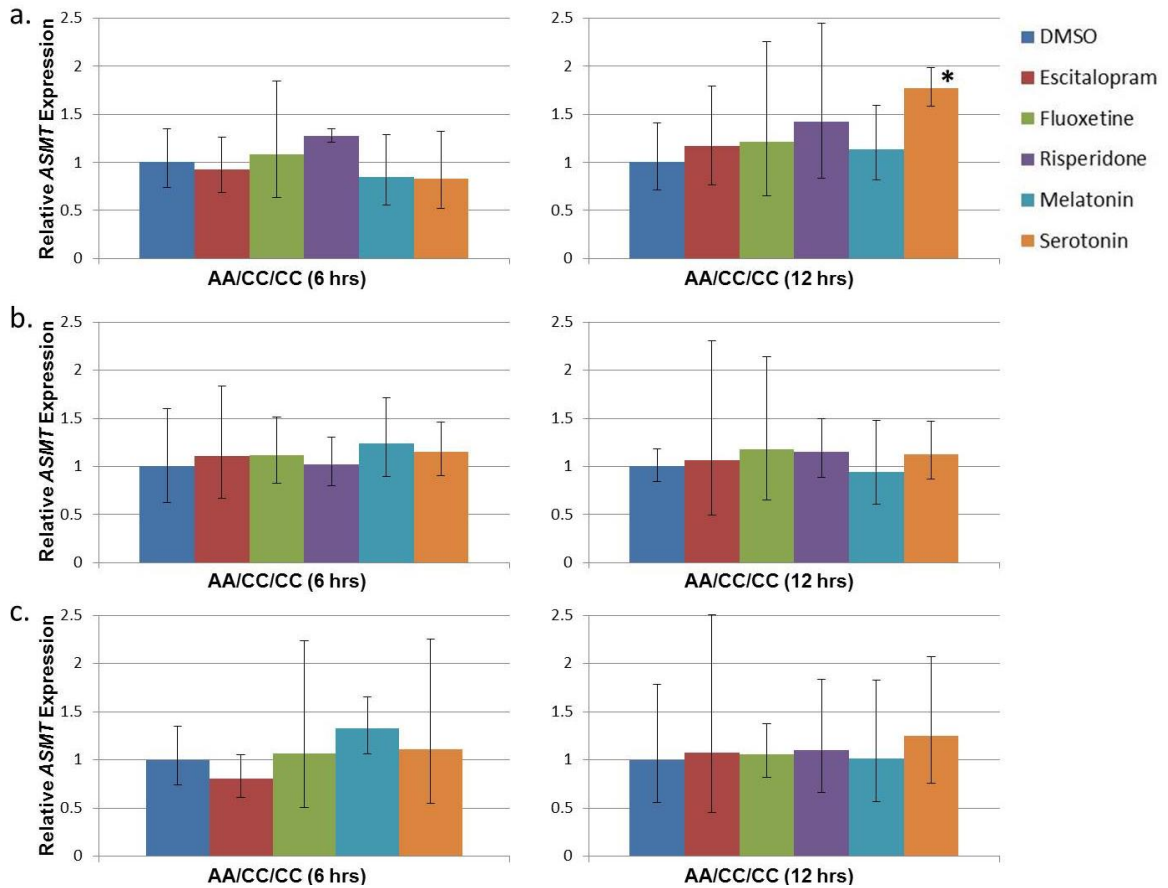 a.
Relative ASMT Expression
2.5
2
1.5
1
0.5
0
AA/CC/CC (6 hrs)
2.5
2
1.5
1
0.5
0
*
AA/CC/CC (12 hrs)
DMSO
Escitalopram
Fluoxetine
Risperidone
Melatonin
Serotonin
b.
Relative ASMT Expression
2.5
2
1.5
1
0.5
0
AA/CC/CC (6 hrs)
2.5
2
1.5
1
0.5
0
AA/CC/CC (12 hrs)
c.
Relative ASMT Expression
2.5
2
1.5
1
0.5
0
AA/CC/CC (6 hrs)
2.5
2
1.5
1
0.5
0
AA/CC/CC (12 hrs)